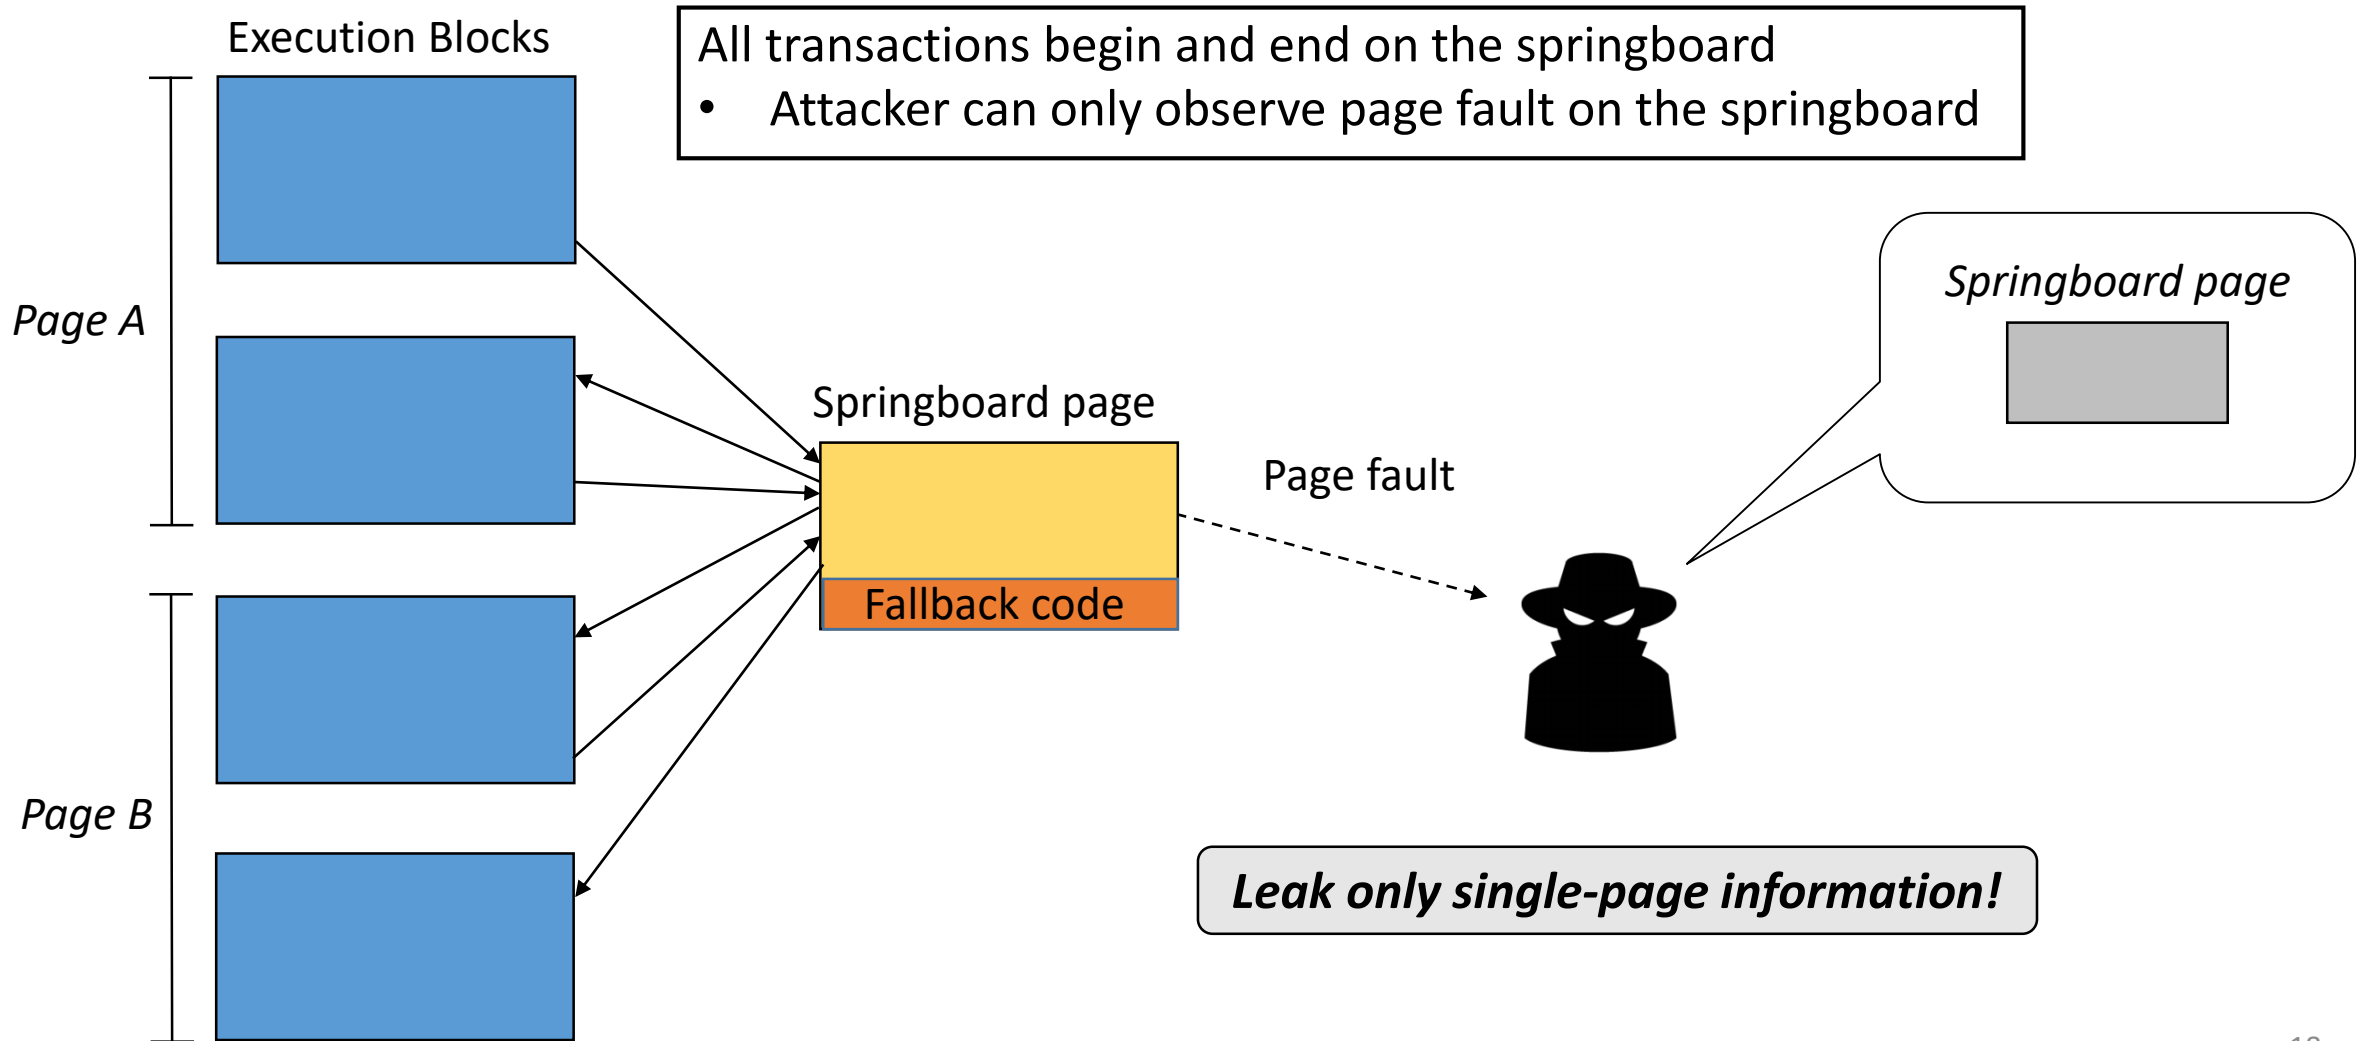 Execution Blocks
All transactions begin and end on the springboard
• Attacker can only observe page fault on the springboard
Springboard page
Page A
Springboard page
Page fault
Fallback code
Page B
Leak only single-page information!